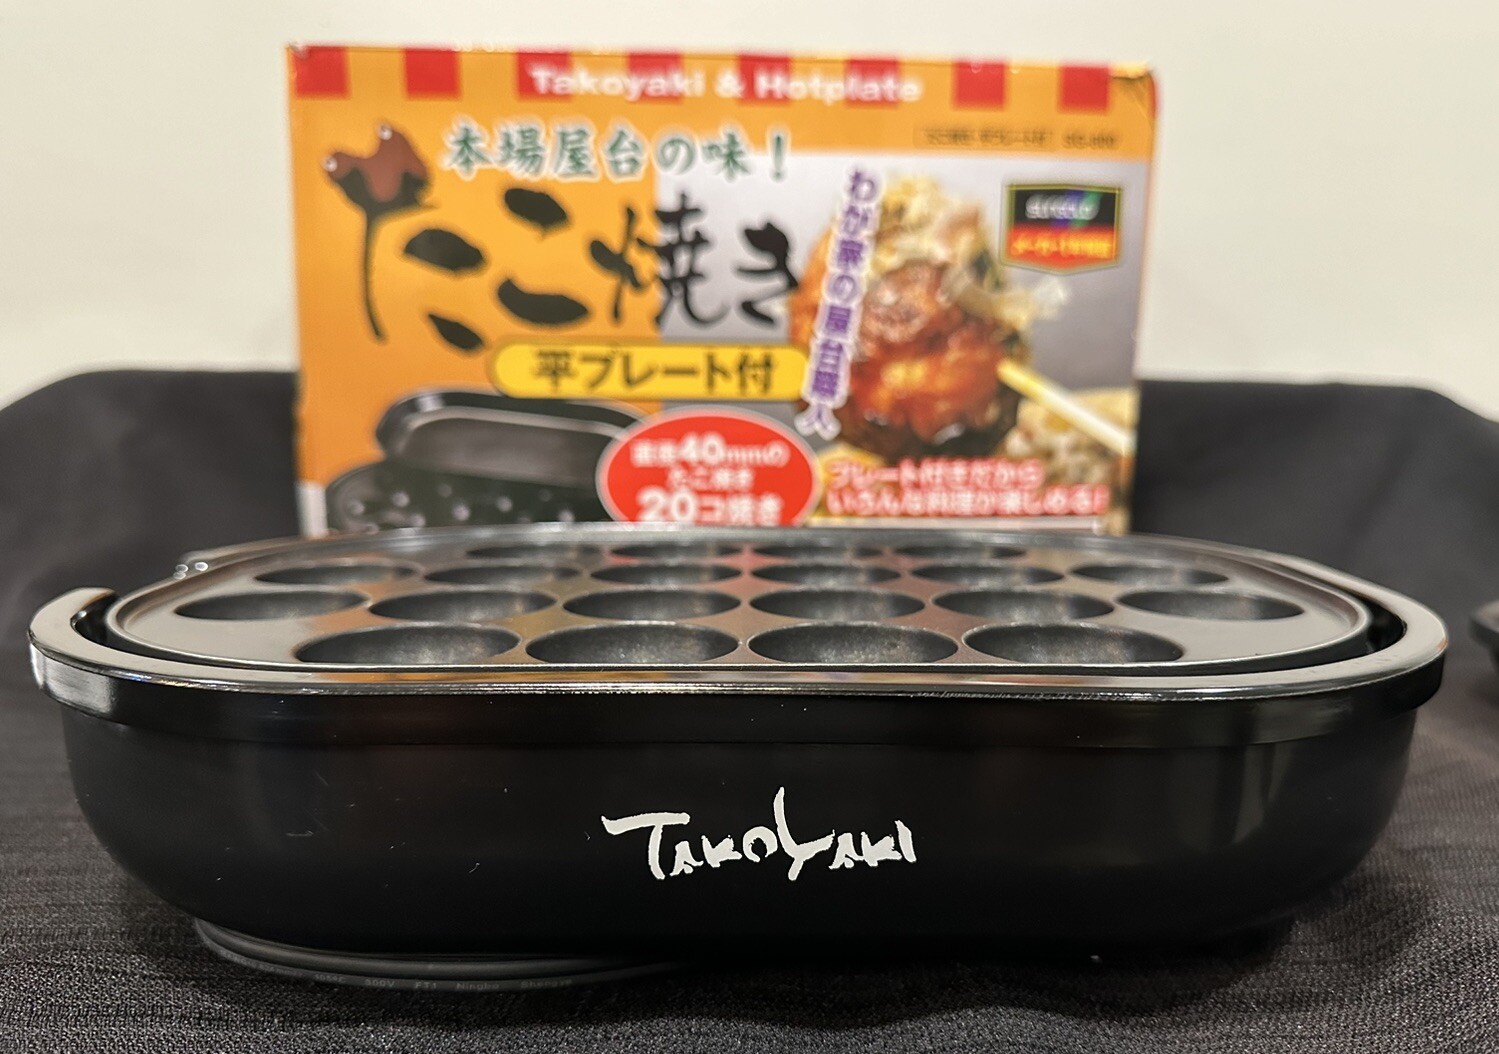 Takoyaki & Hotplate
本場屋台の味！
たこ焼き
平プレート付
わが家の屋台職人
直径40mmの
たこ焼き
20コ焼き
プレート付きだから
いろんな料理が楽しめる！
TAKOYAKI
300V FT1 Ningbo